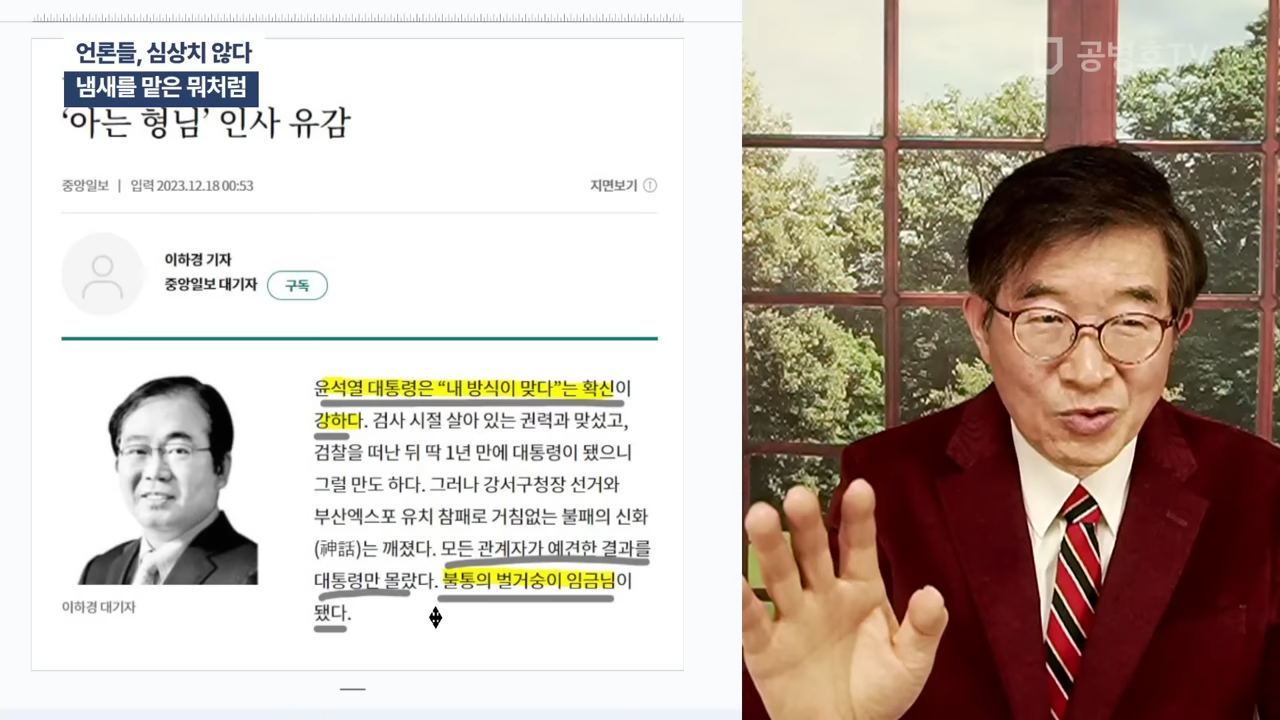 언론들, 심상치 않다
냄새를 맡은 뭐처럼
‘아는 형님’ 인사 유감
중앙일보 | 입력 2023.12.18 00:53
지면보기
이하경 기자
중앙일보 대기자
구독
윤석열 대통령은 “내 방식이 맞다”는 확신이
강하다. 검사 시절 살아 있는 권력과 맞섰고,
검찰을 떠난 뒤 딱 1년 만에 대통령이 됐으니
그럴 만도 하다. 그러나 강서구청장 선거와
부산엑스포 유치 참패로 거침없는 불패의 신화
(神話)는 깨졌다. 모든 관계자가 예견한 결과를
대통령만 몰랐다. 불통의 벌거숭이 임금님이
됐다.
이하경 대기자
공병호TV